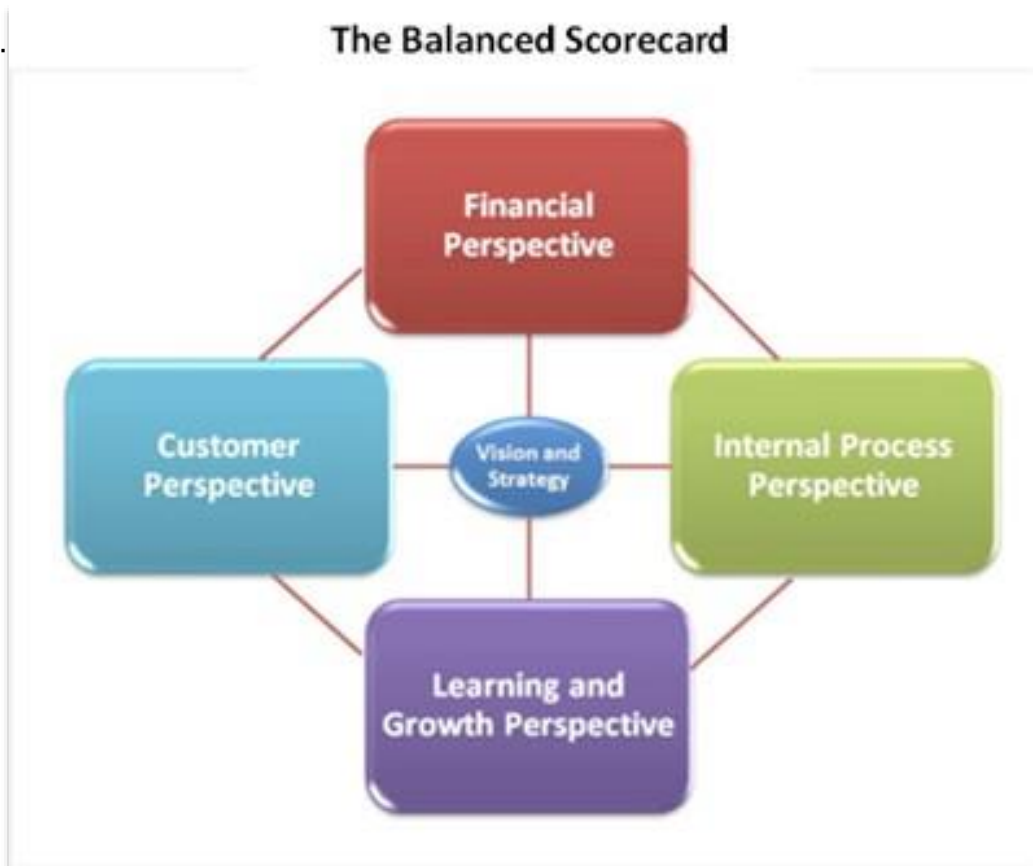 .
The Balanced Scorecard
Financial
Perspective
Customer
Perspective
Vision and
Strategy
Internal Process
Perspective
Learning and
Growth Perspective